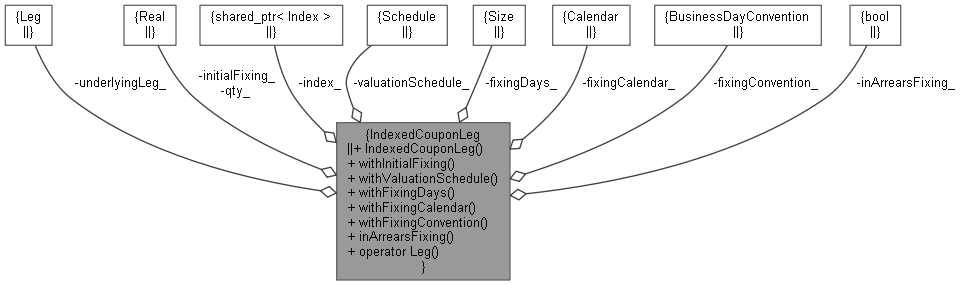 {Leg
||}
{Real
||}
{shared_ptr< Index >
||}
{Schedule
||}
{Size
||}
{Calendar
||}
{BusinessDayConvention
||}
{bool
||}
-underlyingLeg_
-initialFixing_
-qty_
-index_
-valuationSchedule_
-fixingDays_
-fixingCalendar_
-fixingConvention_
-inArrearsFixing_
{IndexedCouponLeg
||+ IndexedCouponLeg()
+ withInitialFixing()
+ withValuationSchedule()
+ withFixingDays()
+ withFixingCalendar()
+ withFixingConvention()
+ inArrearsFixing()
+ operator Leg()
}